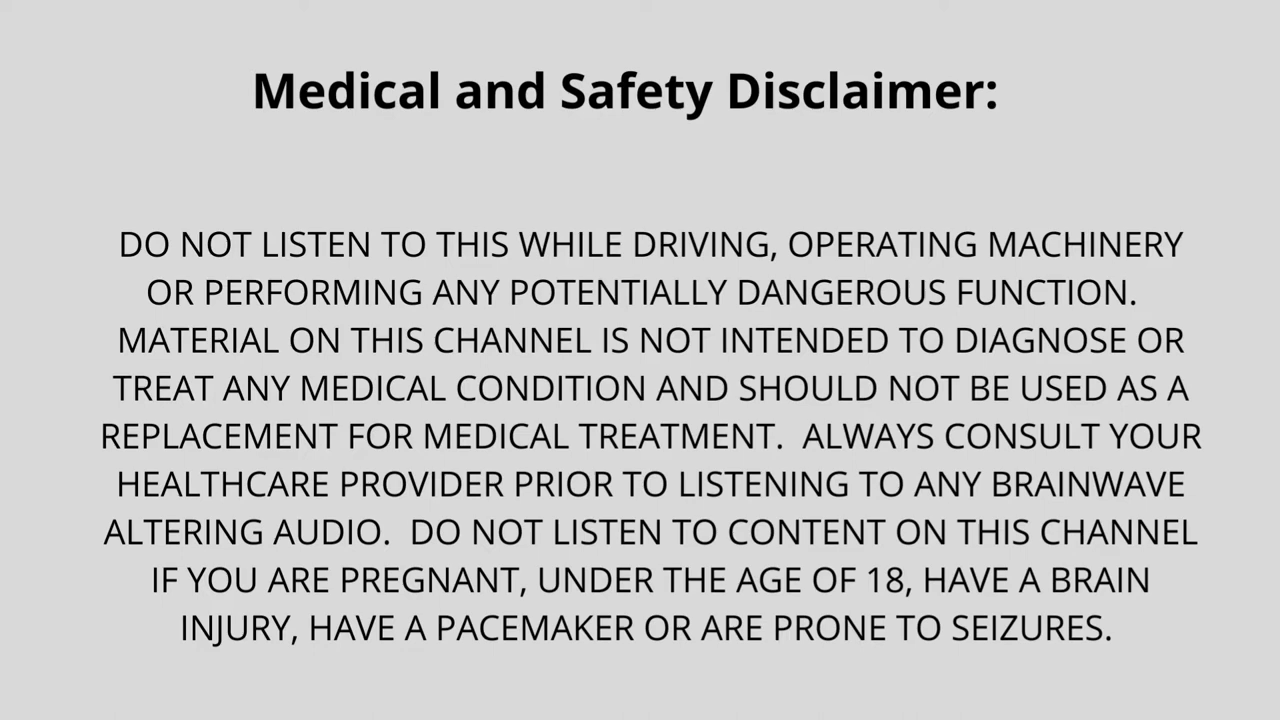 Medical and Safety Disclaimer:
DO NOT LISTEN TO THIS WHILE DRIVING, OPERATING MACHINERY
OR PERFORMING ANY POTENTIALLY DANGEROUS FUNCTION.
MATERIAL ON THIS CHANNEL IS NOT INTENDED TO DIAGNOSE OR
TREAT ANY MEDICAL CONDITION AND SHOULD NOT BE USED AS A
REPLACEMENT FOR MEDICAL TREATMENT.  ALWAYS CONSULT YOUR
HEALTHCARE PROVIDER PRIOR TO LISTENING TO ANY BRAINWAVE
ALTERING AUDIO.  DO NOT LISTEN TO CONTENT ON THIS CHANNEL
IF YOU ARE PREGNANT, UNDER THE AGE OF 18, HAVE A BRAIN
INJURY, HAVE A PACEMAKER OR ARE PRONE TO SEIZURES.